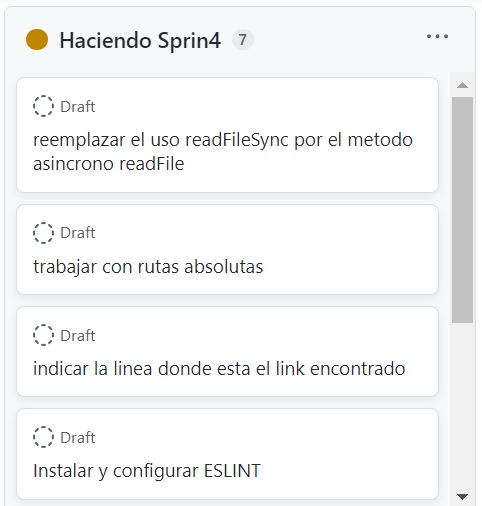 Haciendo Sprin4 7
Draft
reemplazar el uso readFileSync por el metodo
asincrono readFile
Draft
trabajar con rutas absolutas
Draft
indicar la linea donde esta el link encontrado
Draft
Instalar y configurar ESLINT